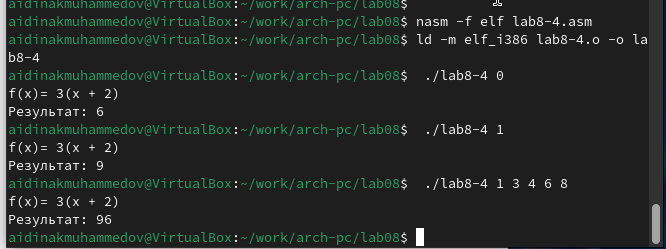 aidinakmuhammedov@VirtualBox:~/work/arch-pc/lab08$
aidinakmuhammedov@VirtualBox:~/work/arch-pc/lab08$ nasm -f elf lab8-4.asm
aidinakmuhammedov@VirtualBox:~/work/arch-pc/lab08$ ld -m elf_i386 lab8-4.o -o la
b8-4
aidinakmuhammedov@VirtualBox:~/work/arch-pc/lab08$  ./lab8-4 0
f(x)= 3(x + 2)
Результат: 6
aidinakmuhammedov@VirtualBox:~/work/arch-pc/lab08$  ./lab8-4 1
f(x)= 3(x + 2)
Результат: 9
aidinakmuhammedov@VirtualBox:~/work/arch-pc/lab08$  ./lab8-4 1 3 4 6 8
f(x)= 3(x + 2)
Результат: 96
aidinakmuhammedov@VirtualBox:~/work/arch-pc/lab08$